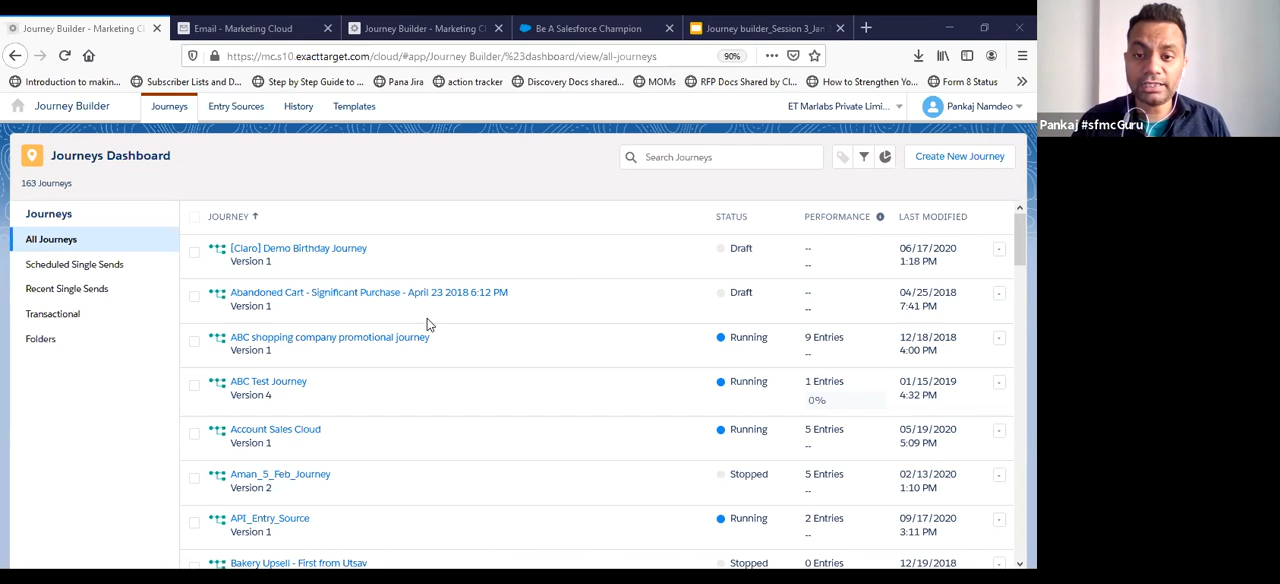 Journey Builder - Marketing Cl
Email - Marketing Cloud
Journey Builder - Marketing Cl
Be A Salesforce Champion
Journey builder_Session 3_Jan
https://mc.s10.exacttarget.com/cloud/#app/Journey Builder/%23dashboard/view/all-journeys
90%
Introduction to makin...
Subscriber Lists and D...
Step by Step Guide to ...
Pana Jira
Pana tracker
Discovery Docs shared...
MOMs
RFP Docs Shared by Cl...
How to Strengthen Yo...
Form 8 Status
Journey Builder
Journeys
Entry Sources
History
Templates
ET Marlabs Private Limi...
Pankaj Namdeo
Pankaj #sfmcGuru
Journeys Dashboard
163 Journeys
Search Journeys
Create New Journey
Journeys
All Journeys
Scheduled Single Sends
Recent Single Sends
Transactional
Folders
JOURNEY
STATUS
PERFORMANCE
LAST MODIFIED
[Claro] Demo Birthday Journey
Version 1
Draft
--
--
06/17/2020
1:18 PM
Abandoned Cart - Significant Purchase - April 23 2018 6:12 PM
Version 1
Draft
--
--
04/25/2018
7:41 PM
ABC shopping company promotional journey
Version 1
Running
9 Entries
--
12/18/2018
4:00 PM
ABC Test Journey
Version 4
Running
1 Entries
0%
01/15/2019
4:32 PM
Account Sales Cloud
Version 1
Running
5 Entries
--
05/19/2020
5:09 PM
Aman_5_Feb_Journey
Version 2
Stopped
5 Entries
--
02/13/2020
1:10 PM
API_Entry_Source
Version 1
Running
2 Entries
--
09/17/2020
3:11 PM
Bakery Upsell - First from Utsav
Stopped
0 Entries
12/19/2018